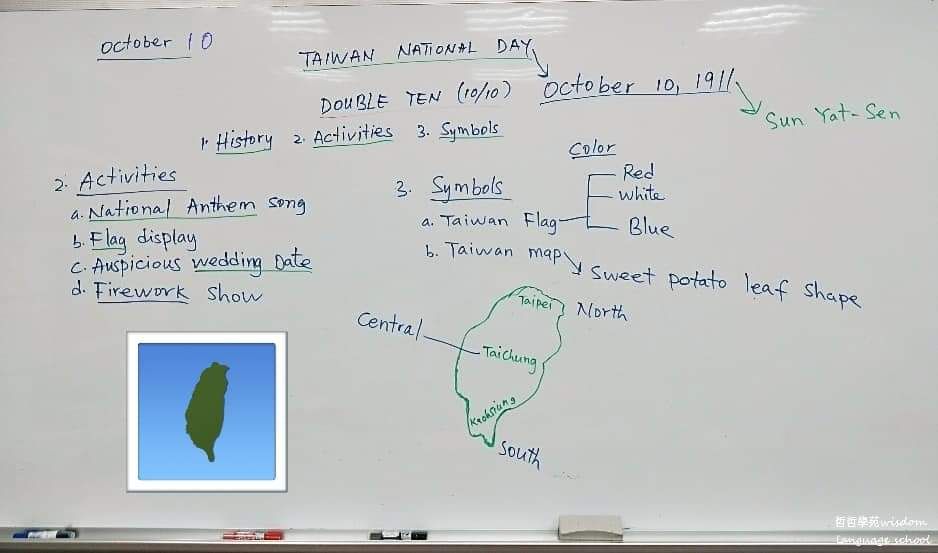 October 10
TAIWAN NATIONAL DAY
DOUBLE TEN (10/10)
October 10, 1911
Sun Yat-Sen
1. History 2. Activities 3. Symbols
2. Activities
a. National Anthem song
b. Flag display
c. Auspicious wedding Date
d. Firework show
3. Symbols
Color
Red
White
Blue
a. Taiwan Flag
b. Taiwan map
Sweet potato leaf shape
Central
Taipei
North
Taichung
Kaohsiung
South
哲哲學苑wisdom
language school